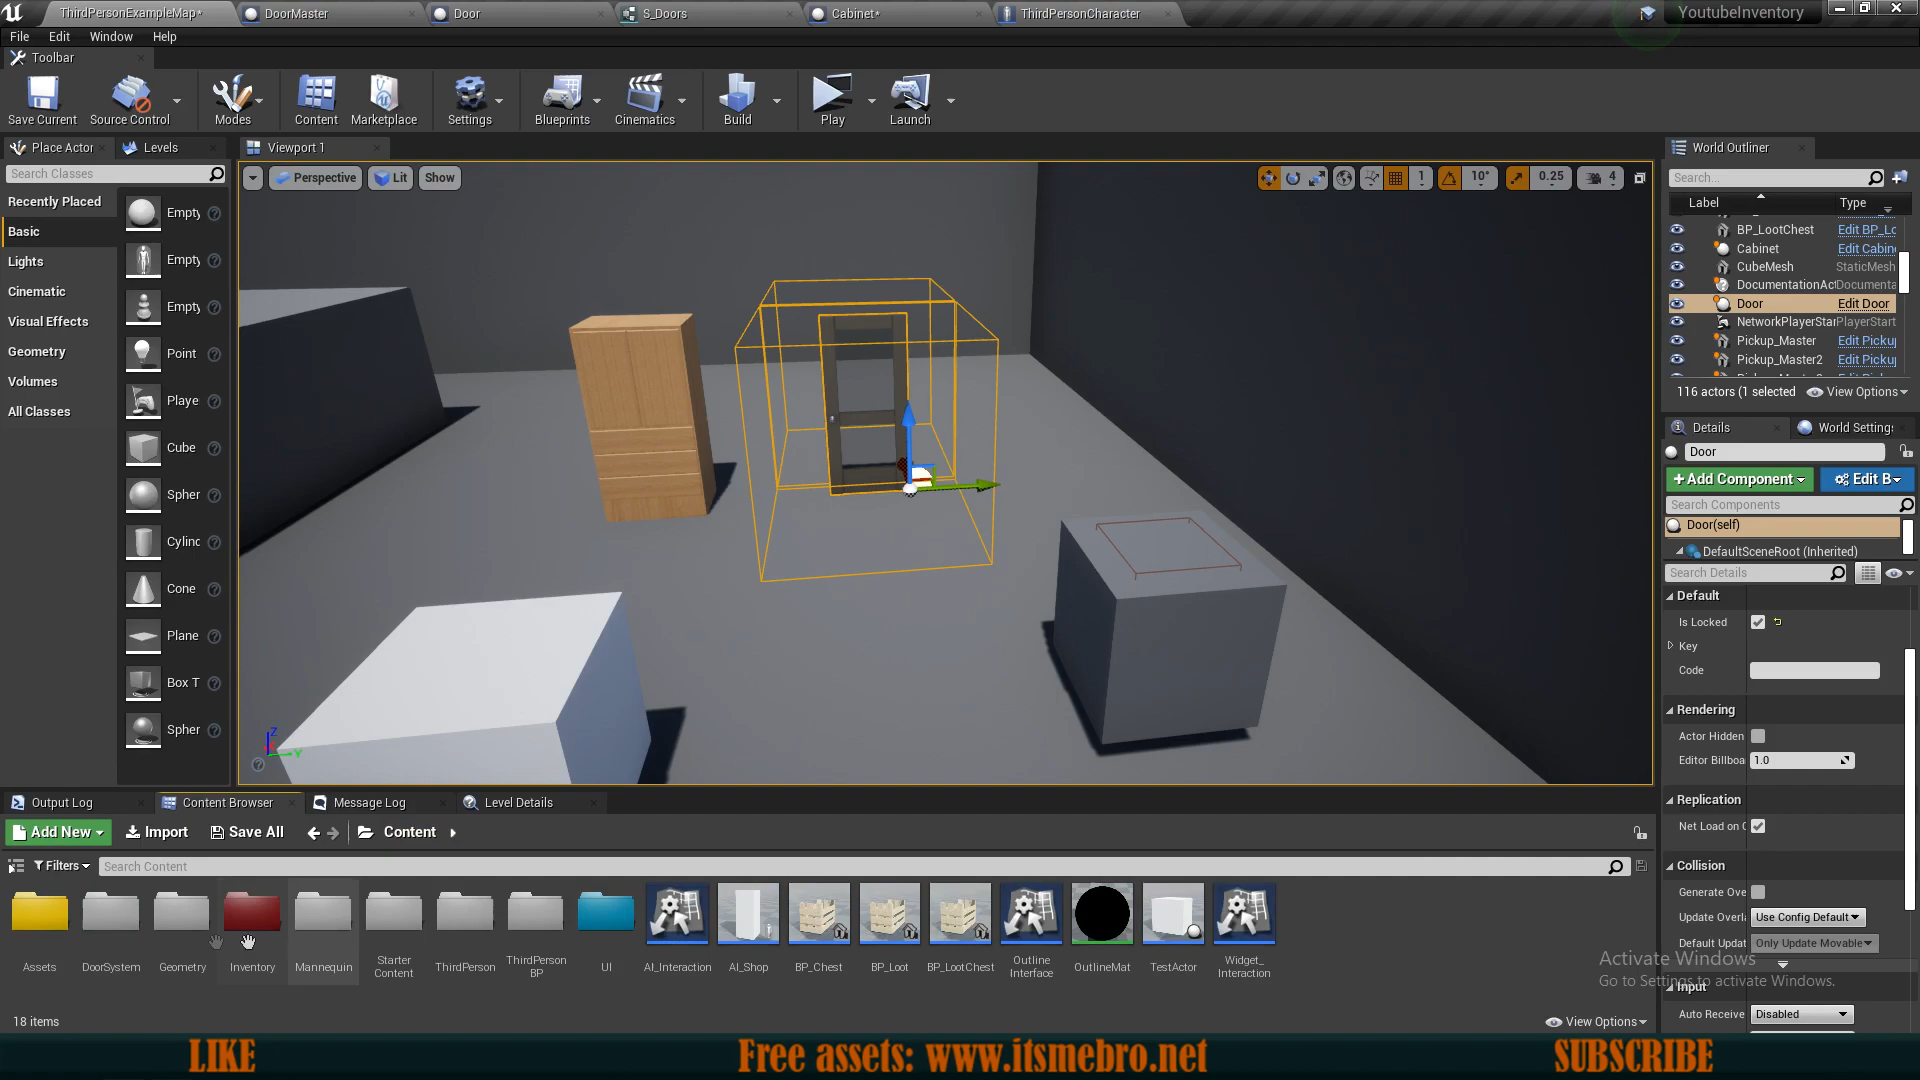 ThirdPersonExampleMap*
DoorMaster
Door
S_Doors
Cabinet*
ThirdPersonCharacter
YoutubeInventory
File Edit Window Help
Toolbar
Save Current
Source Control
Modes
Content
Marketplace
Settings
Blueprints
Cinematics
Build
Play
Launch
Place Actor
Levels
Viewport 1
World Outliner
Search Classes
Perspective
Lit
Show
1
10°
0.25
4
Search...
Recently Placed
Basic
Lights
Cinematic
Visual Effects
Geometry
Volumes
All Classes
Empty
Empty
Empty
Point
Playe
Cube
Spher
Cylinc
Cone
Plane
Box T
Spher
Label Type
BP_LootChest Edit BP_Lc
Cabinet Edit Cabin
CubeMesh StaticMesh
DocumentationAct Documenta
Door Edit Door
NetworkPlayerStar PlayerStart
Pickup_Master Edit Picku
Pickup_Master2 Edit Picku
116 actors (1 selected
View Options
Details
World Settings
Door
+Add Component
Edit B
Search Components
Door(self)
DefaultSceneRoot (Inherited)
Search Details
Default
Is Locked
Key
Code
Rendering
Actor Hidden
Editor Billboa 1.0
Replication
Net Load on C
Collision
Generate Ove
Update Overla Use Config Default
Default Updat Only Update Movable
Input
Auto Receive Disabled
Z
Y
Output Log
Content Browser
Message Log
Level Details
Add New
Import
Save All
Content
Filters
Search Content
Assets
DoorSystem
Geometry
Inventory
Mannequin
Starter
Content
ThirdPerson
ThirdPerson
BP
UI
AI_Interaction
AI_Shop
BP_Chest
BP_Loot
BP_LootChest
Outline
Interface
OutlineMat
TestActor
Widget_
Interaction
18 items
View Options
Activate Windows
Go to Settings to activate Windows.
LIKE
Free assets: www.itsmebro.net
SUBSCRIBE